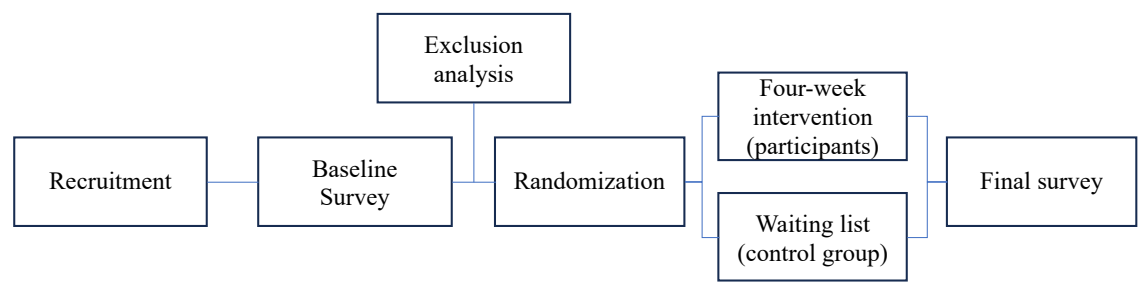 Recruitment
Baseline
Survey
Exclusion
analysis
Randomization
Four-week
intervention
(participants)
Waiting list
(control group)
Final survey